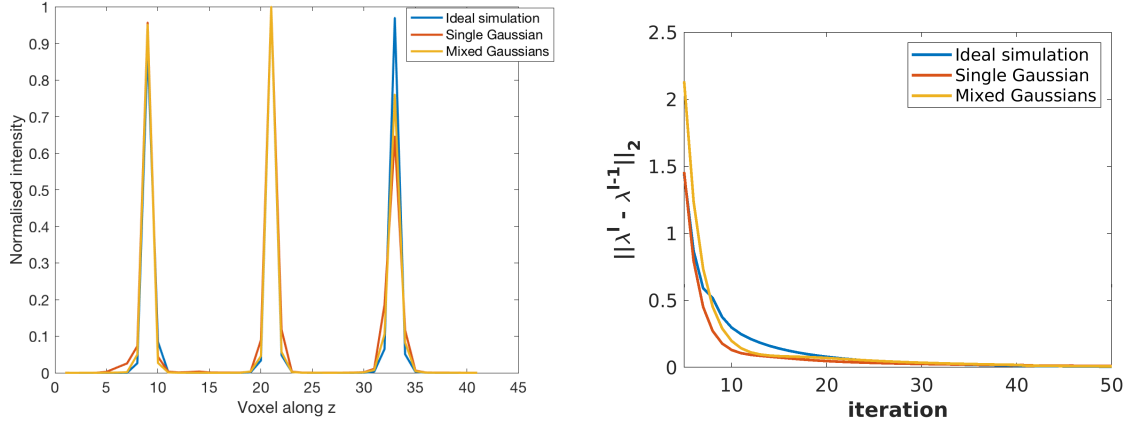 1
0.9
0.8
0.7
0.6
0.5
0.4
0.3
0.2
0.1
0
Normalised intensity
0 5 10 15 20 25 30 35 40 45
Voxel along z
Ideal simulation
Single Gaussian
Mixed Gaussians
2.5
2
1.5
1
0.5
0
||λ^l - λ^l-1||_2
10 20 30 40 50
iteration
Ideal simulation
Single Gaussian
Mixed Gaussians